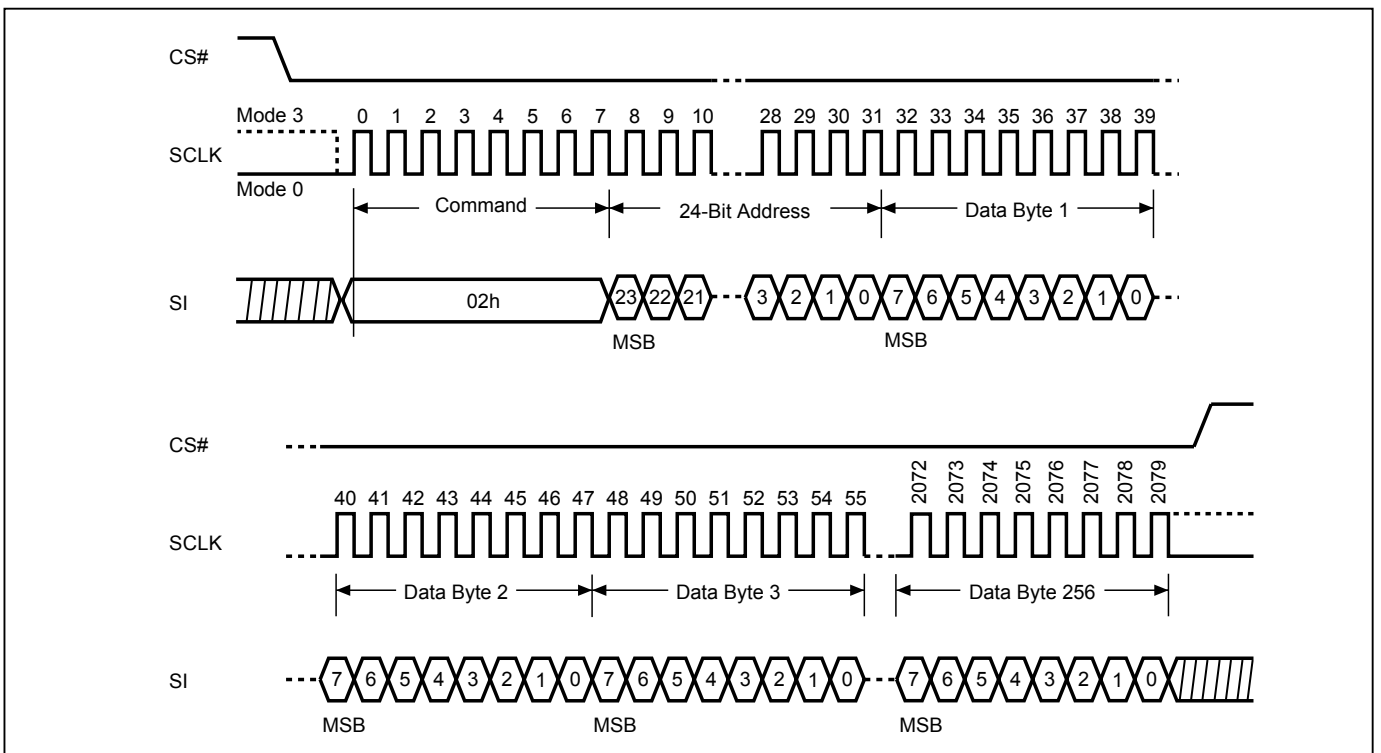 CS#
Mode 3
0 1 2 3 4 5 6 7 8 9 10 28 29 30 31 32 33 34 35 36 37 38 39
SCLK
Mode 0
Command 24-Bit Address Data Byte 1
SI 02h 23 22 21 3 2 1 0 7 6 5 4 3 2 1 0
MSB MSB
CS#
40 41 42 43 44 45 46 47 48 49 50 51 52 53 54 55 2072 2073 2074 2075 2076 2077 2078 2079
SCLK
Data Byte 2 Data Byte 3 Data Byte 256
SI 7 6 5 4 3 2 1 0 7 6 5 4 3 2 1 0 7 6 5 4 3 2 1 0
MSB MSB MSB